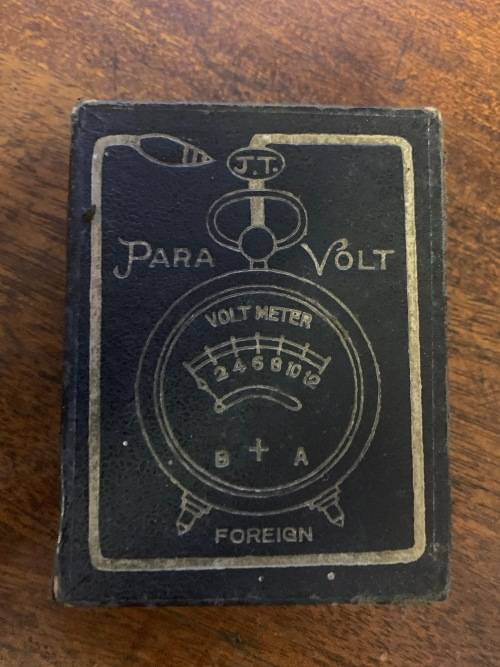 J.T.
PARA VOLT
VOLT METER
2 4 6 8 10 12
B + A
FOREIGN